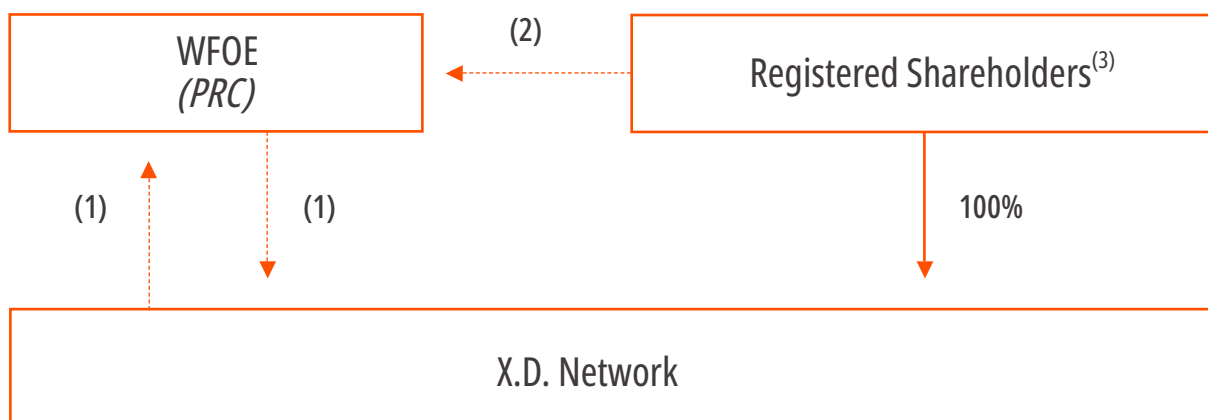 WFOE
(PRC)
(2)
Registered Shareholders(3)
(1)
(1)
100%
X.D. Network